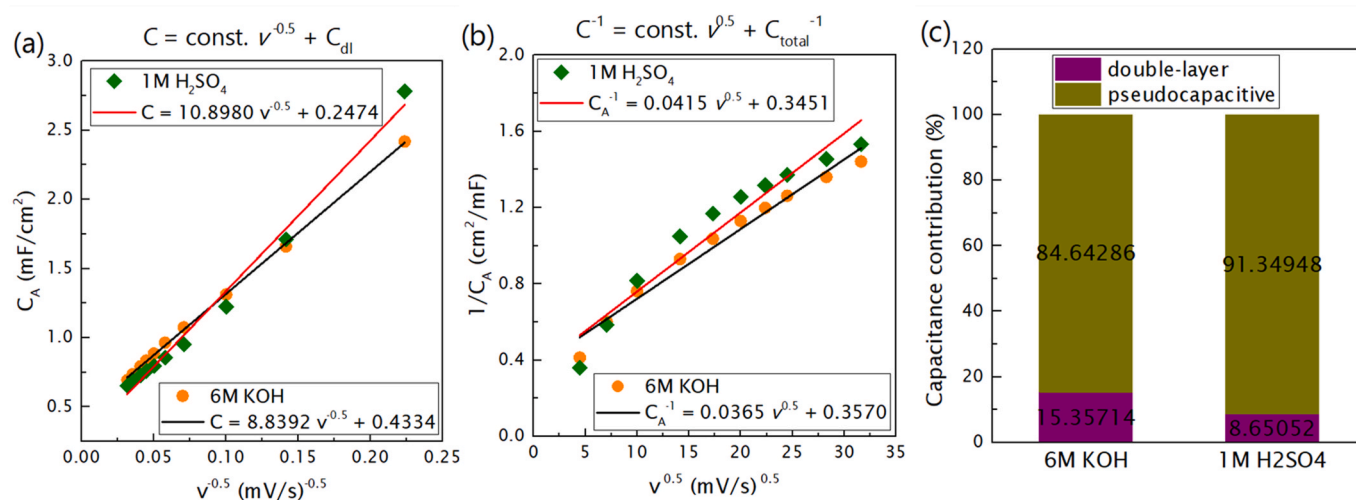 (a)
C = const. v^-0.5 + C_dl
1M H₂SO₄
C = 10.8980 v^-0.5 + 0.2474
6M KOH
C = 8.8392 v^-0.5 + 0.4334
C_A (mF/cm²)
3.0
2.5
2.0
1.5
1.0
0.5
0.00 0.05 0.10 0.15 0.20 0.25
v^-0.5 (mV/s)^-0.5
(b)
C^-1 = const. v^0.5 + C_total^-1
1M H₂SO₄
C_A^-1 = 0.0415 v^0.5 + 0.3451
6M KOH
C_A^-1 = 0.0365 v^0.5 + 0.3570
1/C_A (cm²/mF)
2.0
1.6
1.2
0.8
0.4
0.0
0 5 10 15 20 25 30 35
v^0.5 (mV/s)^0.5
(c)
double-layer
pseudocapacitive
Capacitance contribution (%)
120
100
80
60
40
20
0
84.64286
91.34948
15.35714
8.65052
6M KOH 1M H2SO4